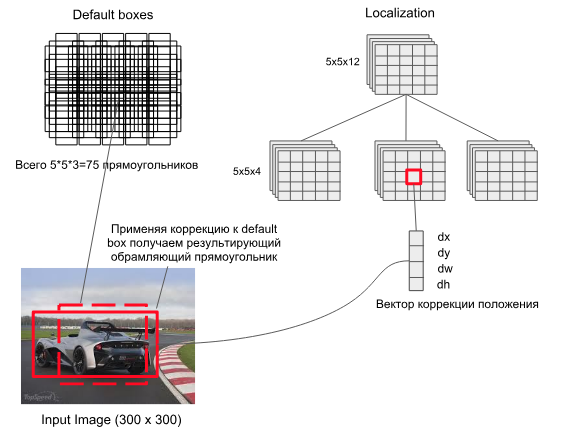 Default boxes
Localization
5x5x12
Всего 5*5*3=75 прямоугольников
5x5x4
Применяя коррекцию к default
box получаем результирующий
обрамляющий прямоугольник
dx
dy
dw
dh
Вектор коррекции положения
TopSpeed
Input Image (300 x 300)